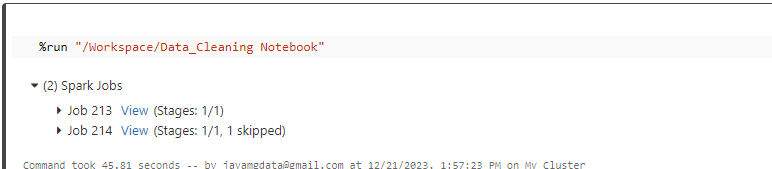 %run "/Workspace/Data_Cleaning Notebook"
(2) Spark Jobs
Job 213 View (Stages: 1/1)
Job 214 View (Stages: 1/1, 1 skipped)
Command took 45.81 seconds -- by jayamgdata@gmail.com at 12/21/2023, 1:57:23 PM on My Cluster